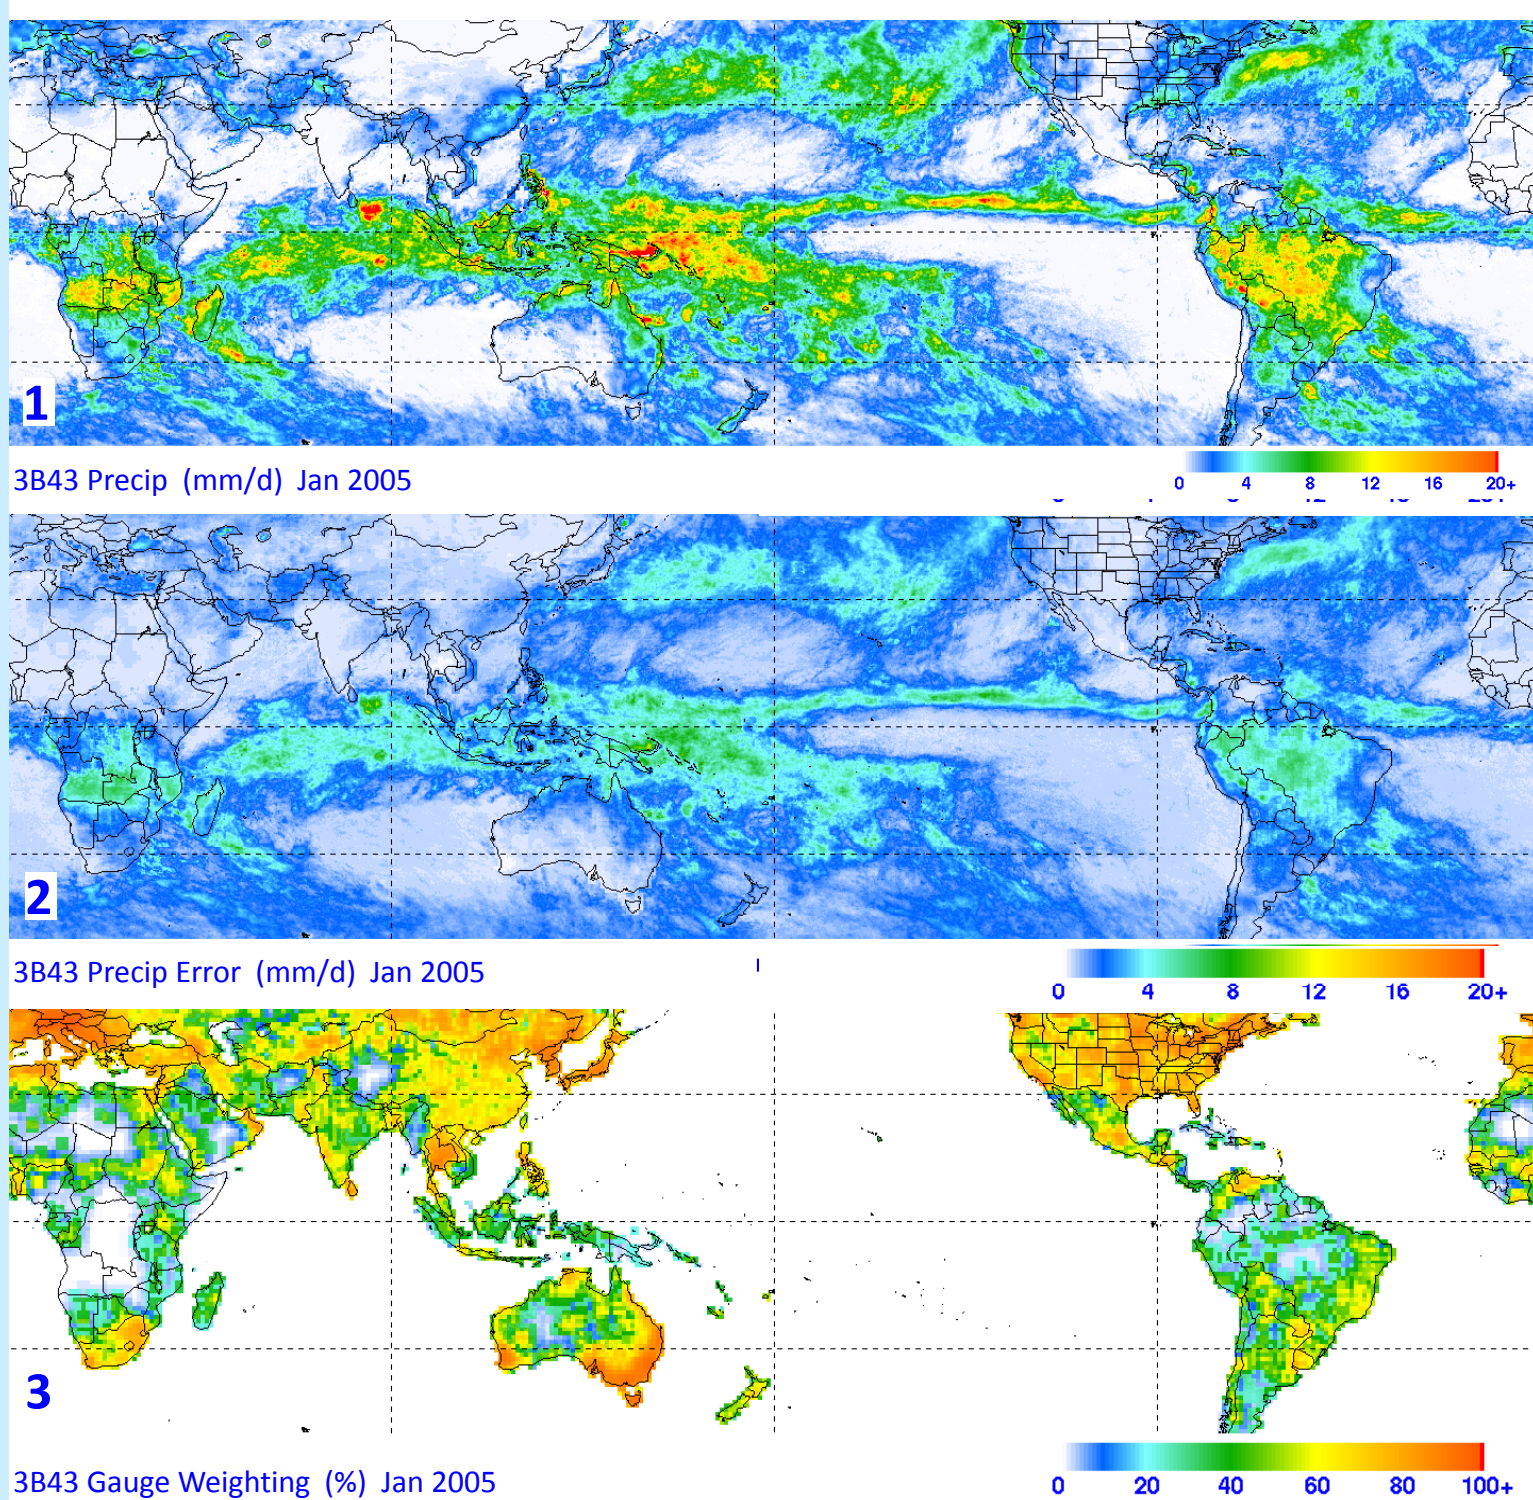 1
3B43 Precip (mm/d) Jan 2005
0 4 8 12 16 20+
2
3B43 Precip Error (mm/d) Jan 2005
0 4 8 12 16 20+
3
3B43 Gauge Weighting (%) Jan 2005
0 20 40 60 80 100+